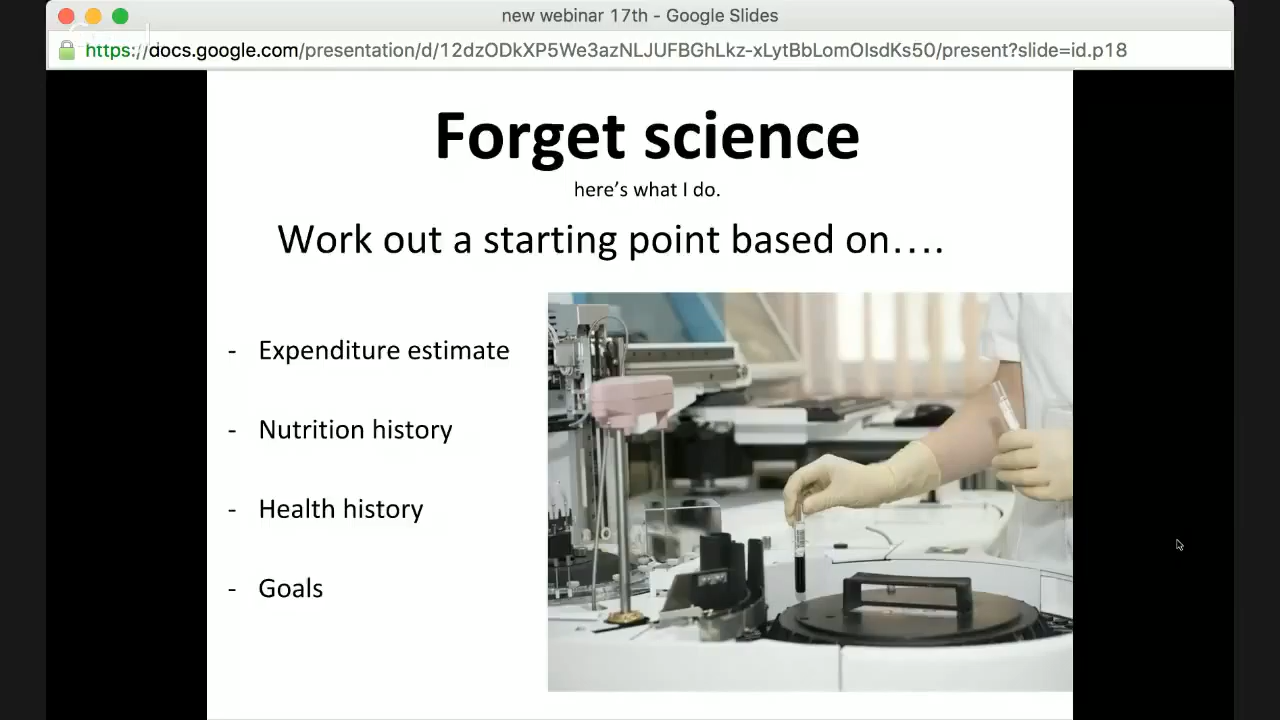 new webinar 17th - Google Slides
https://docs.google.com/presentation/d/12dzODkXP5We3azNLJUFBGhLkz-xLytBbLomOIsdKs50/present?slide=id.p18
Forget science
here’s what I do.
Work out a starting point based on….
- Expenditure estimate
- Nutrition history
- Health history
- Goals